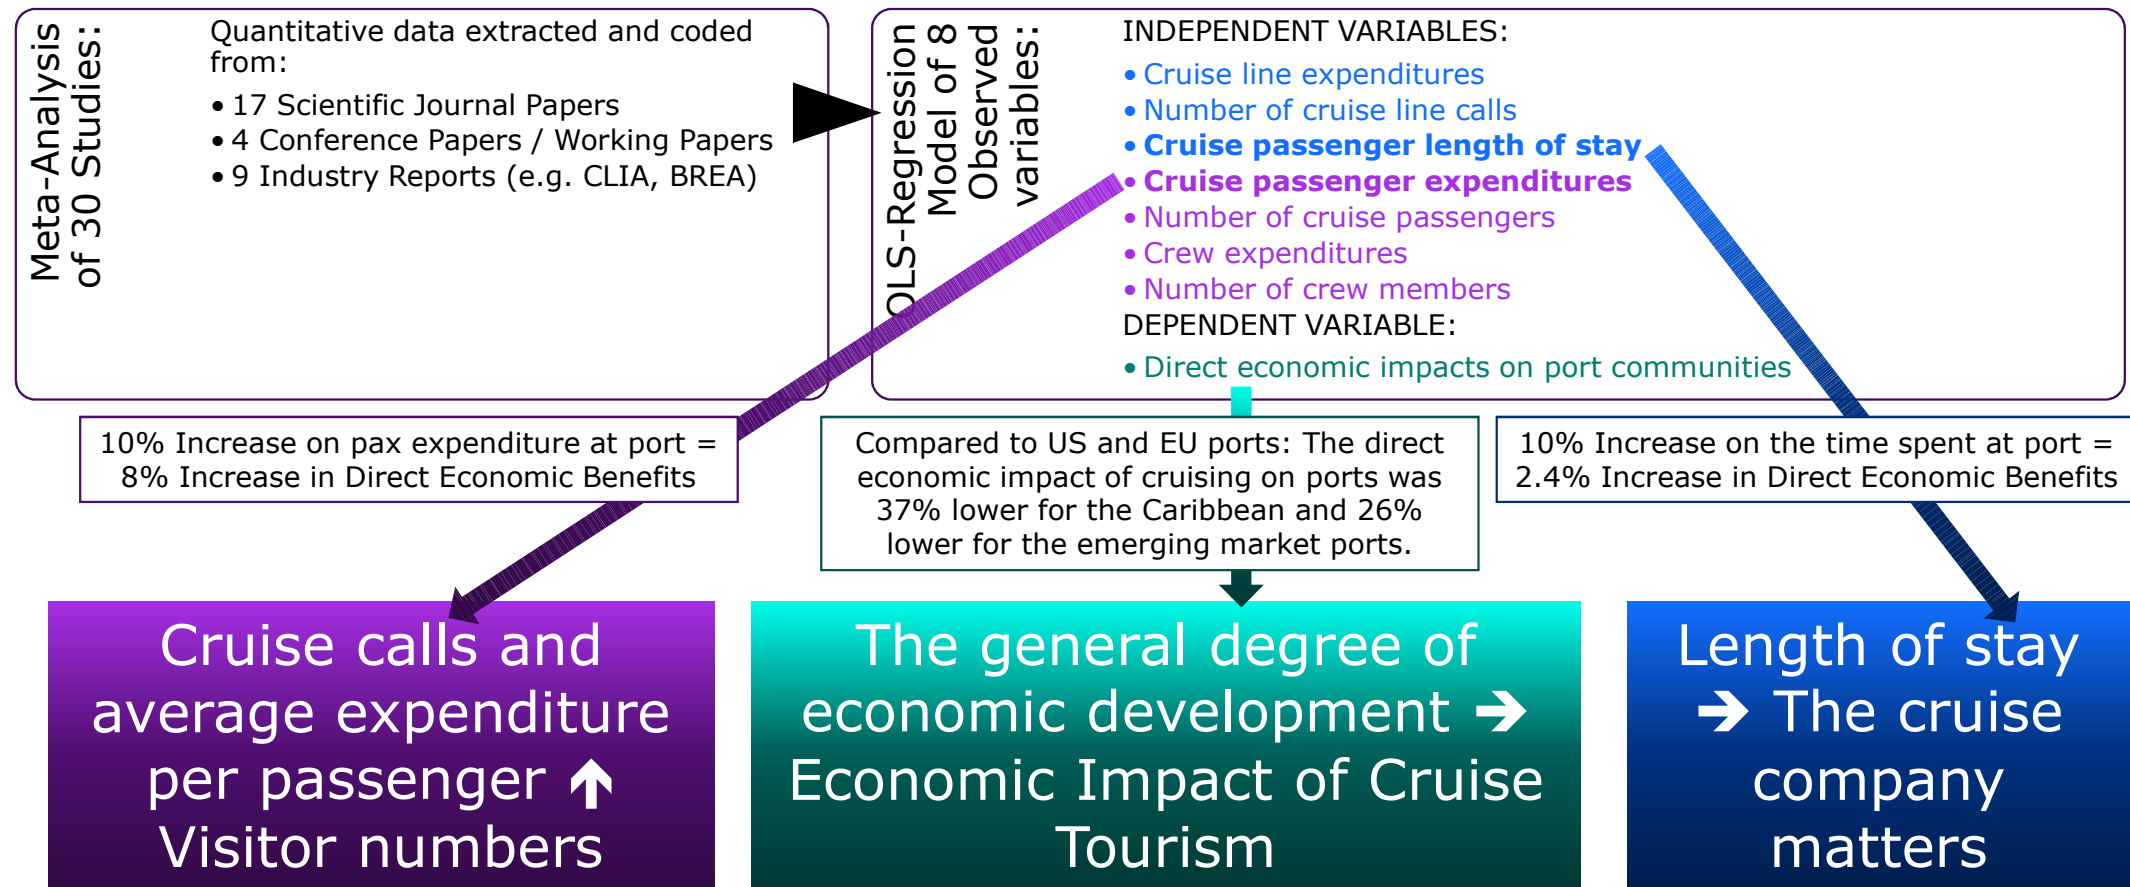 Meta-Analysis
of 30 Studies:
Quantitative data extracted and coded
from:
• 17 Scientific Journal Papers
• 4 Conference Papers / Working Papers
• 9 Industry Reports (e.g. CLIA, BREA)
OLS-Regression
Model of 8
Observed
variables:
INDEPENDENT VARIABLES:
• Cruise line expenditures
• Number of cruise line calls
• Cruise passenger length of stay
• Cruise passenger expenditures
• Number of cruise passengers
• Crew expenditures
• Number of crew members
DEPENDENT VARIABLE:
• Direct economic impacts on port communities
10% Increase on pax expenditure at port =
8% Increase in Direct Economic Benefits
Compared to US and EU ports: The direct
economic impact of cruising on ports was
37% lower for the Caribbean and 26%
lower for the emerging market ports.
10% Increase on the time spent at port =
2.4% Increase in Direct Economic Benefits
Cruise calls and
average expenditure
per passenger ↑
Visitor numbers
The general degree of
economic development ➔
Economic Impact of Cruise
Tourism
Length of stay
➔ The cruise
company
matters